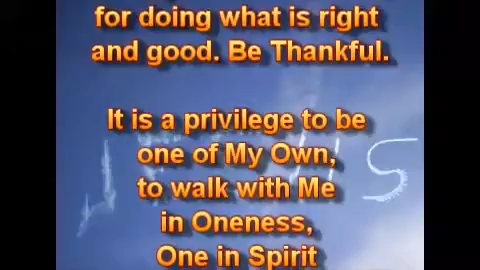 for doing what is right
and good. Be Thankful.
It is a privilege to be
one of My Own,
to walk with Me
in Oneness,
One in Spirit